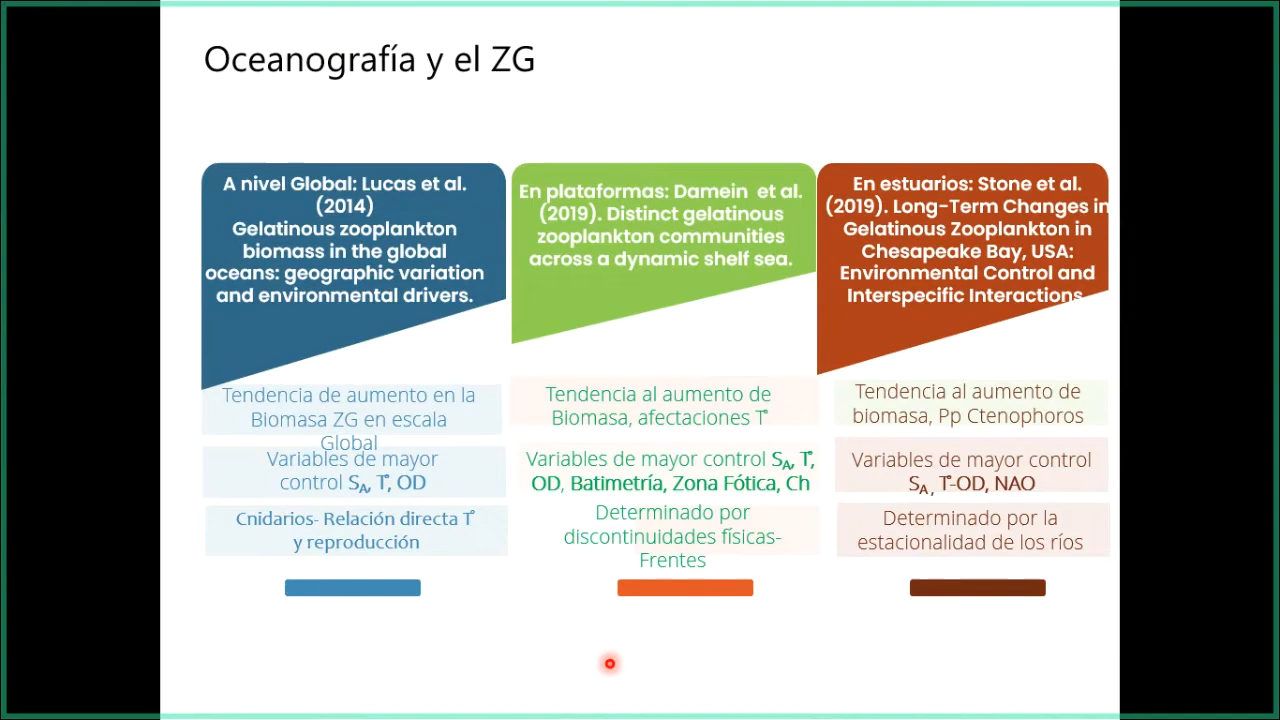 Oceanografía y el ZG
A nivel Global: Lucas et al.
(2014)
Gelatinous zooplankton
biomass in the global
oceans: geographic variation
and environmental drivers.
Tendencia de aumento en la
Biomasa ZG en escala
Global
Variables de mayor
control SA, T°, OD
Cnidarios- Relación directa T°
y reproducción
En plataformas: Damein et al.
(2019). Distinct gelatinous
zooplankton communities
across a dynamic shelf sea.
Tendencia al aumento de
Biomasa, afectaciones T°
Variables de mayor control SA, T°,
OD, Batimetría, Zona Fótica, Ch
Determinado por
discontinuidades físicas-
Frentes
En estuarios: Stone et al.
(2019). Long-Term Changes in
Gelatinous Zooplankton in
Chesapeake Bay, USA:
Environmental Control and
Interspecific Interactions
Tendencia al aumento de
biomasa, Pp Ctenophoros
Variables de mayor control
SA, T°-OD, NAO
Determinado por la
estacionalidad de los ríos